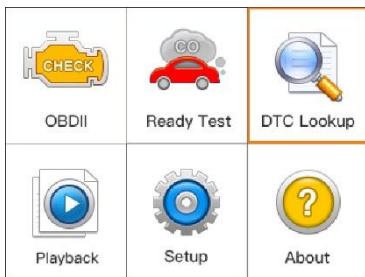 CHECK
CO
OBDII
Ready Test
DTC Lookup
?
Playback
Setup
About